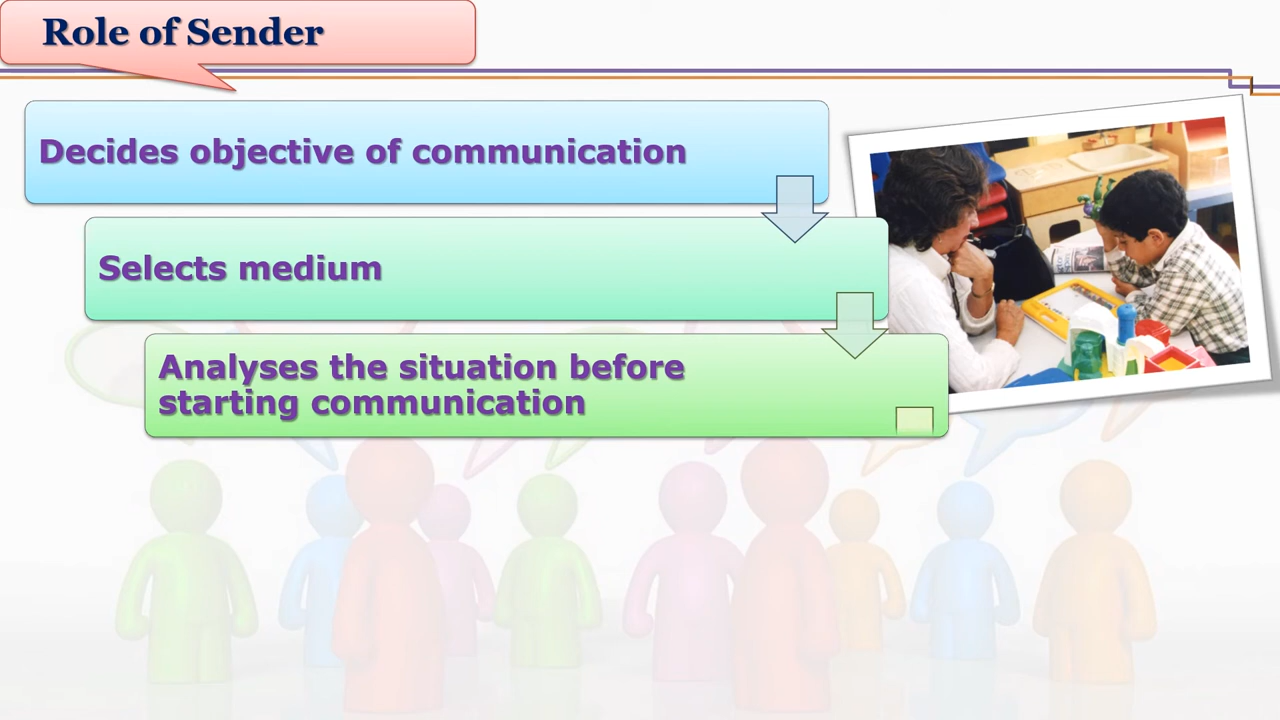 Role of Sender
Decides objective of communication
Selects medium
Analyses the situation before
starting communication